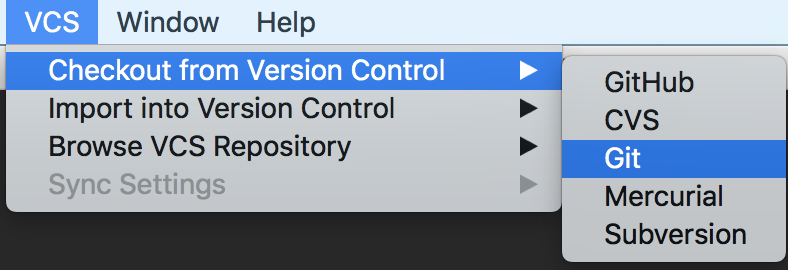 VCS Window Help
Checkout from Version Control
Import into Version Control
Browse VCS Repository
Sync Settings
GitHub
CVS
Git
Mercurial
Subversion